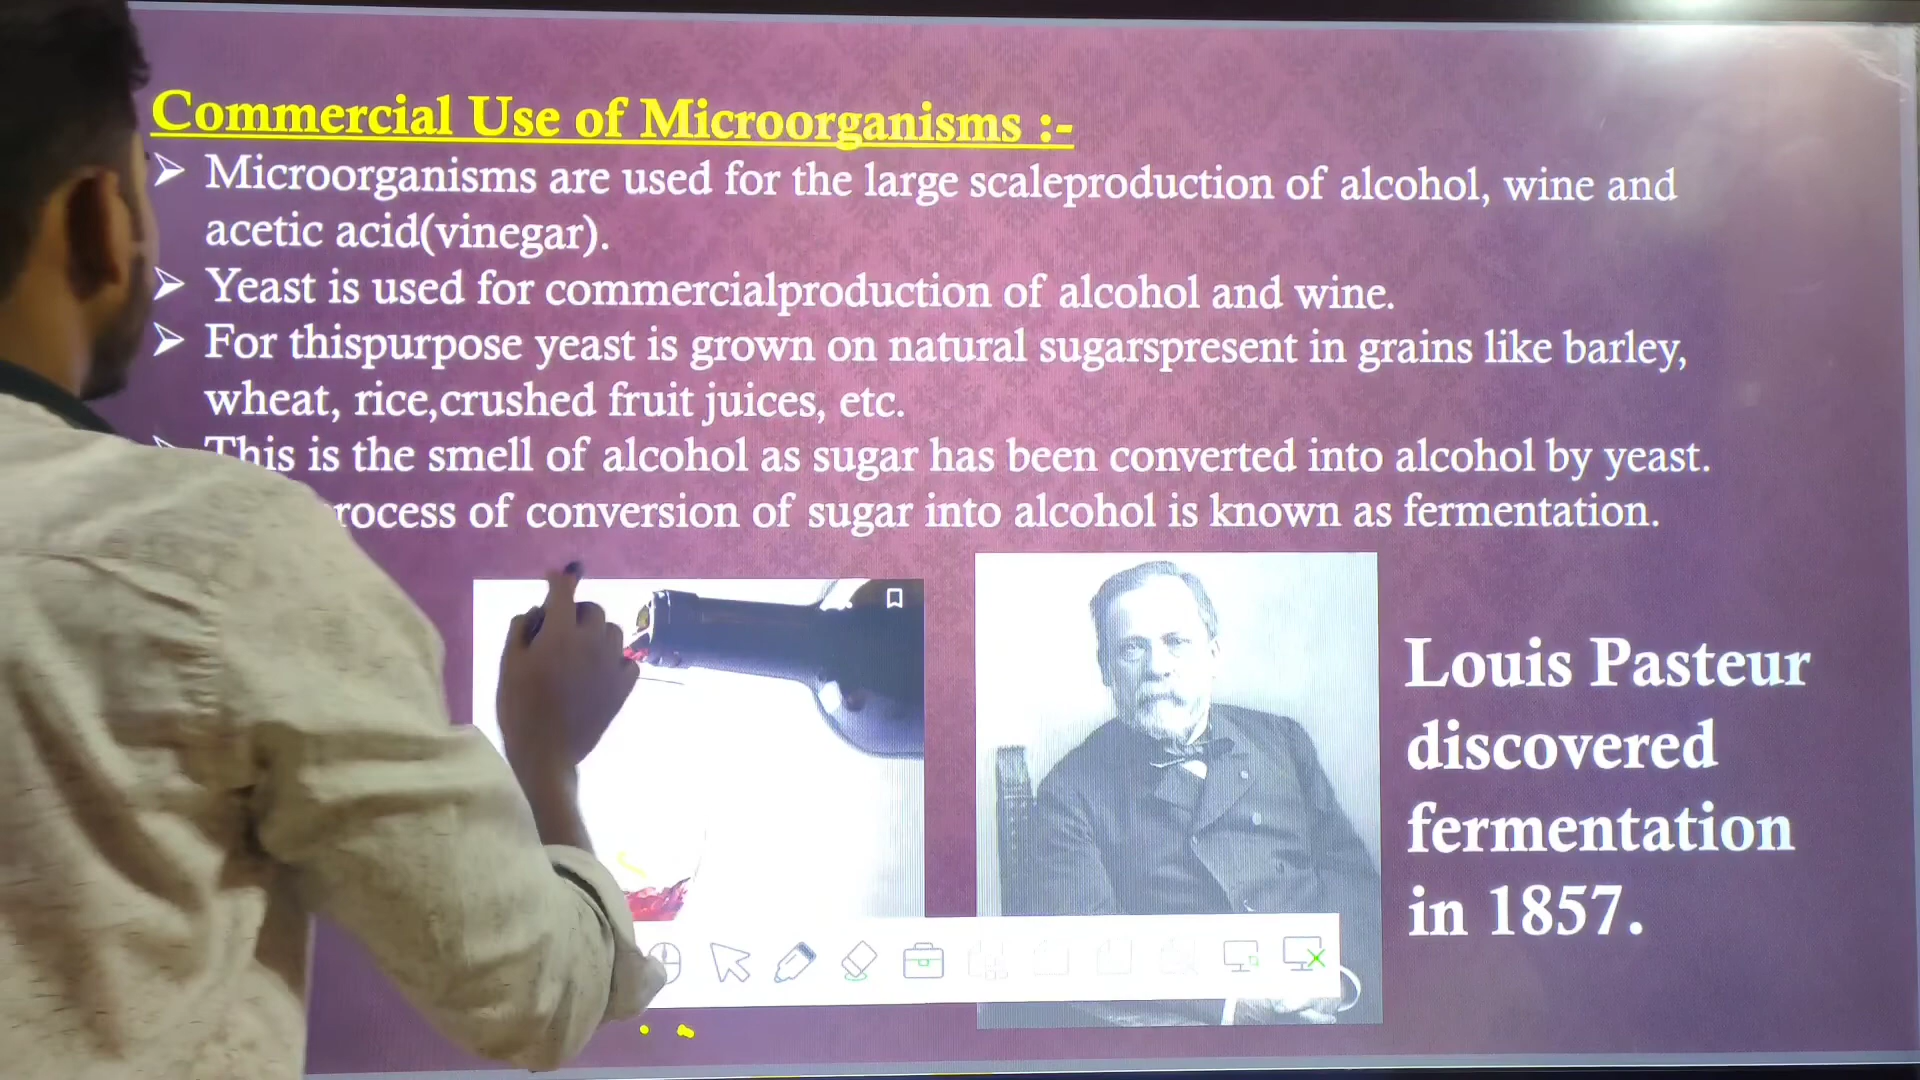 Commercial Use of Microorganisms :-
Microorganisms are used for the large scaleproduction of alcohol, wine and
acetic acid(vinegar).
Yeast is used for commercialproduction of alcohol and wine.
For thispurpose yeast is grown on natural sugarspresent in grains like barley,
wheat, rice,crushed fruit juices, etc.
This is the smell of alcohol as sugar has been converted into alcohol by yeast.
rocess of conversion of sugar into alcohol is known as fermentation.
Louis Pasteur
discovered
fermentation
in 1857.